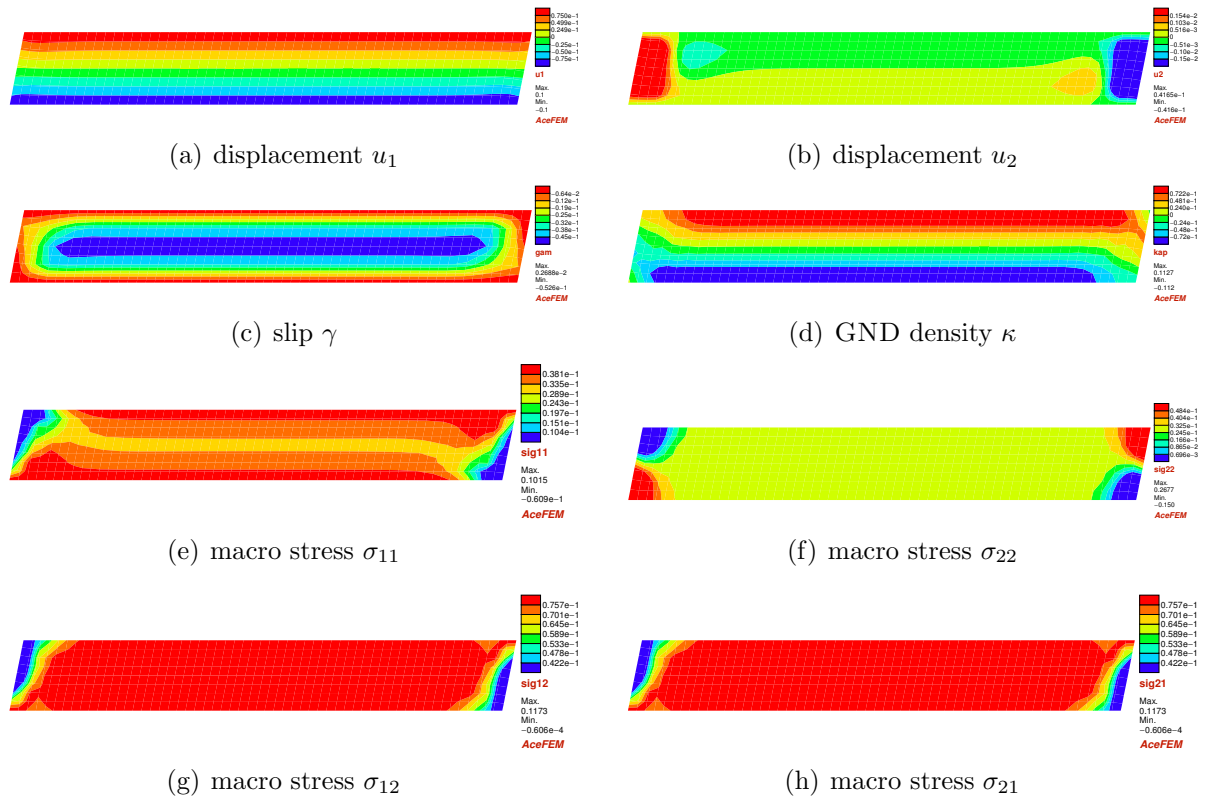 0.750e-1
0.499e-1
0.249e-1
0
-0.25e-1
-0.50e-1
-0.75e-1
u1
Max.
0.1
Min.
-0.1
AceFEM
(a) displacement u₁
0.154e-2
0.103e-2
0.516e-3
0
-0.51e-3
-0.10e-2
-0.15e-2
u2
Max.
0.4165e-1
Min.
-0.416e-1
AceFEM
(b) displacement u₂
-0.64e-2
-0.12e-1
-0.19e-1
-0.25e-1
-0.32e-1
-0.38e-1
-0.45e-1
gam
Max.
0.2688e-2
Min.
-0.526e-1
AceFEM
(c) slip γ
0.722e-1
0.481e-1
0.240e-1
0
-0.24e-1
-0.48e-1
-0.72e-1
kap
Max.
0.1127
Min.
-0.112
AceFEM
(d) GND density κ
0.381e-1
0.335e-1
0.289e-1
0.243e-1
0.197e-1
0.151e-1
0.104e-1
sig11
Max.
0.1015
Min.
-0.609e-1
AceFEM
(e) macro stress σ₁₁
0.484e-1
0.404e-1
0.325e-1
0.245e-1
0.166e-1
0.865e-2
0.696e-3
sig22
Max.
0.2677
Min.
-0.150
AceFEM
(f) macro stress σ₂₂
0.757e-1
0.701e-1
0.645e-1
0.589e-1
0.533e-1
0.478e-1
0.422e-1
sig12
Max.
0.1173
Min.
-0.606e-4
AceFEM
(g) macro stress σ₁₂
0.757e-1
0.701e-1
0.645e-1
0.589e-1
0.533e-1
0.478e-1
0.422e-1
sig21
Max.
0.1173
Min.
-0.606e-4
AceFEM
(h) macro stress σ₂₁